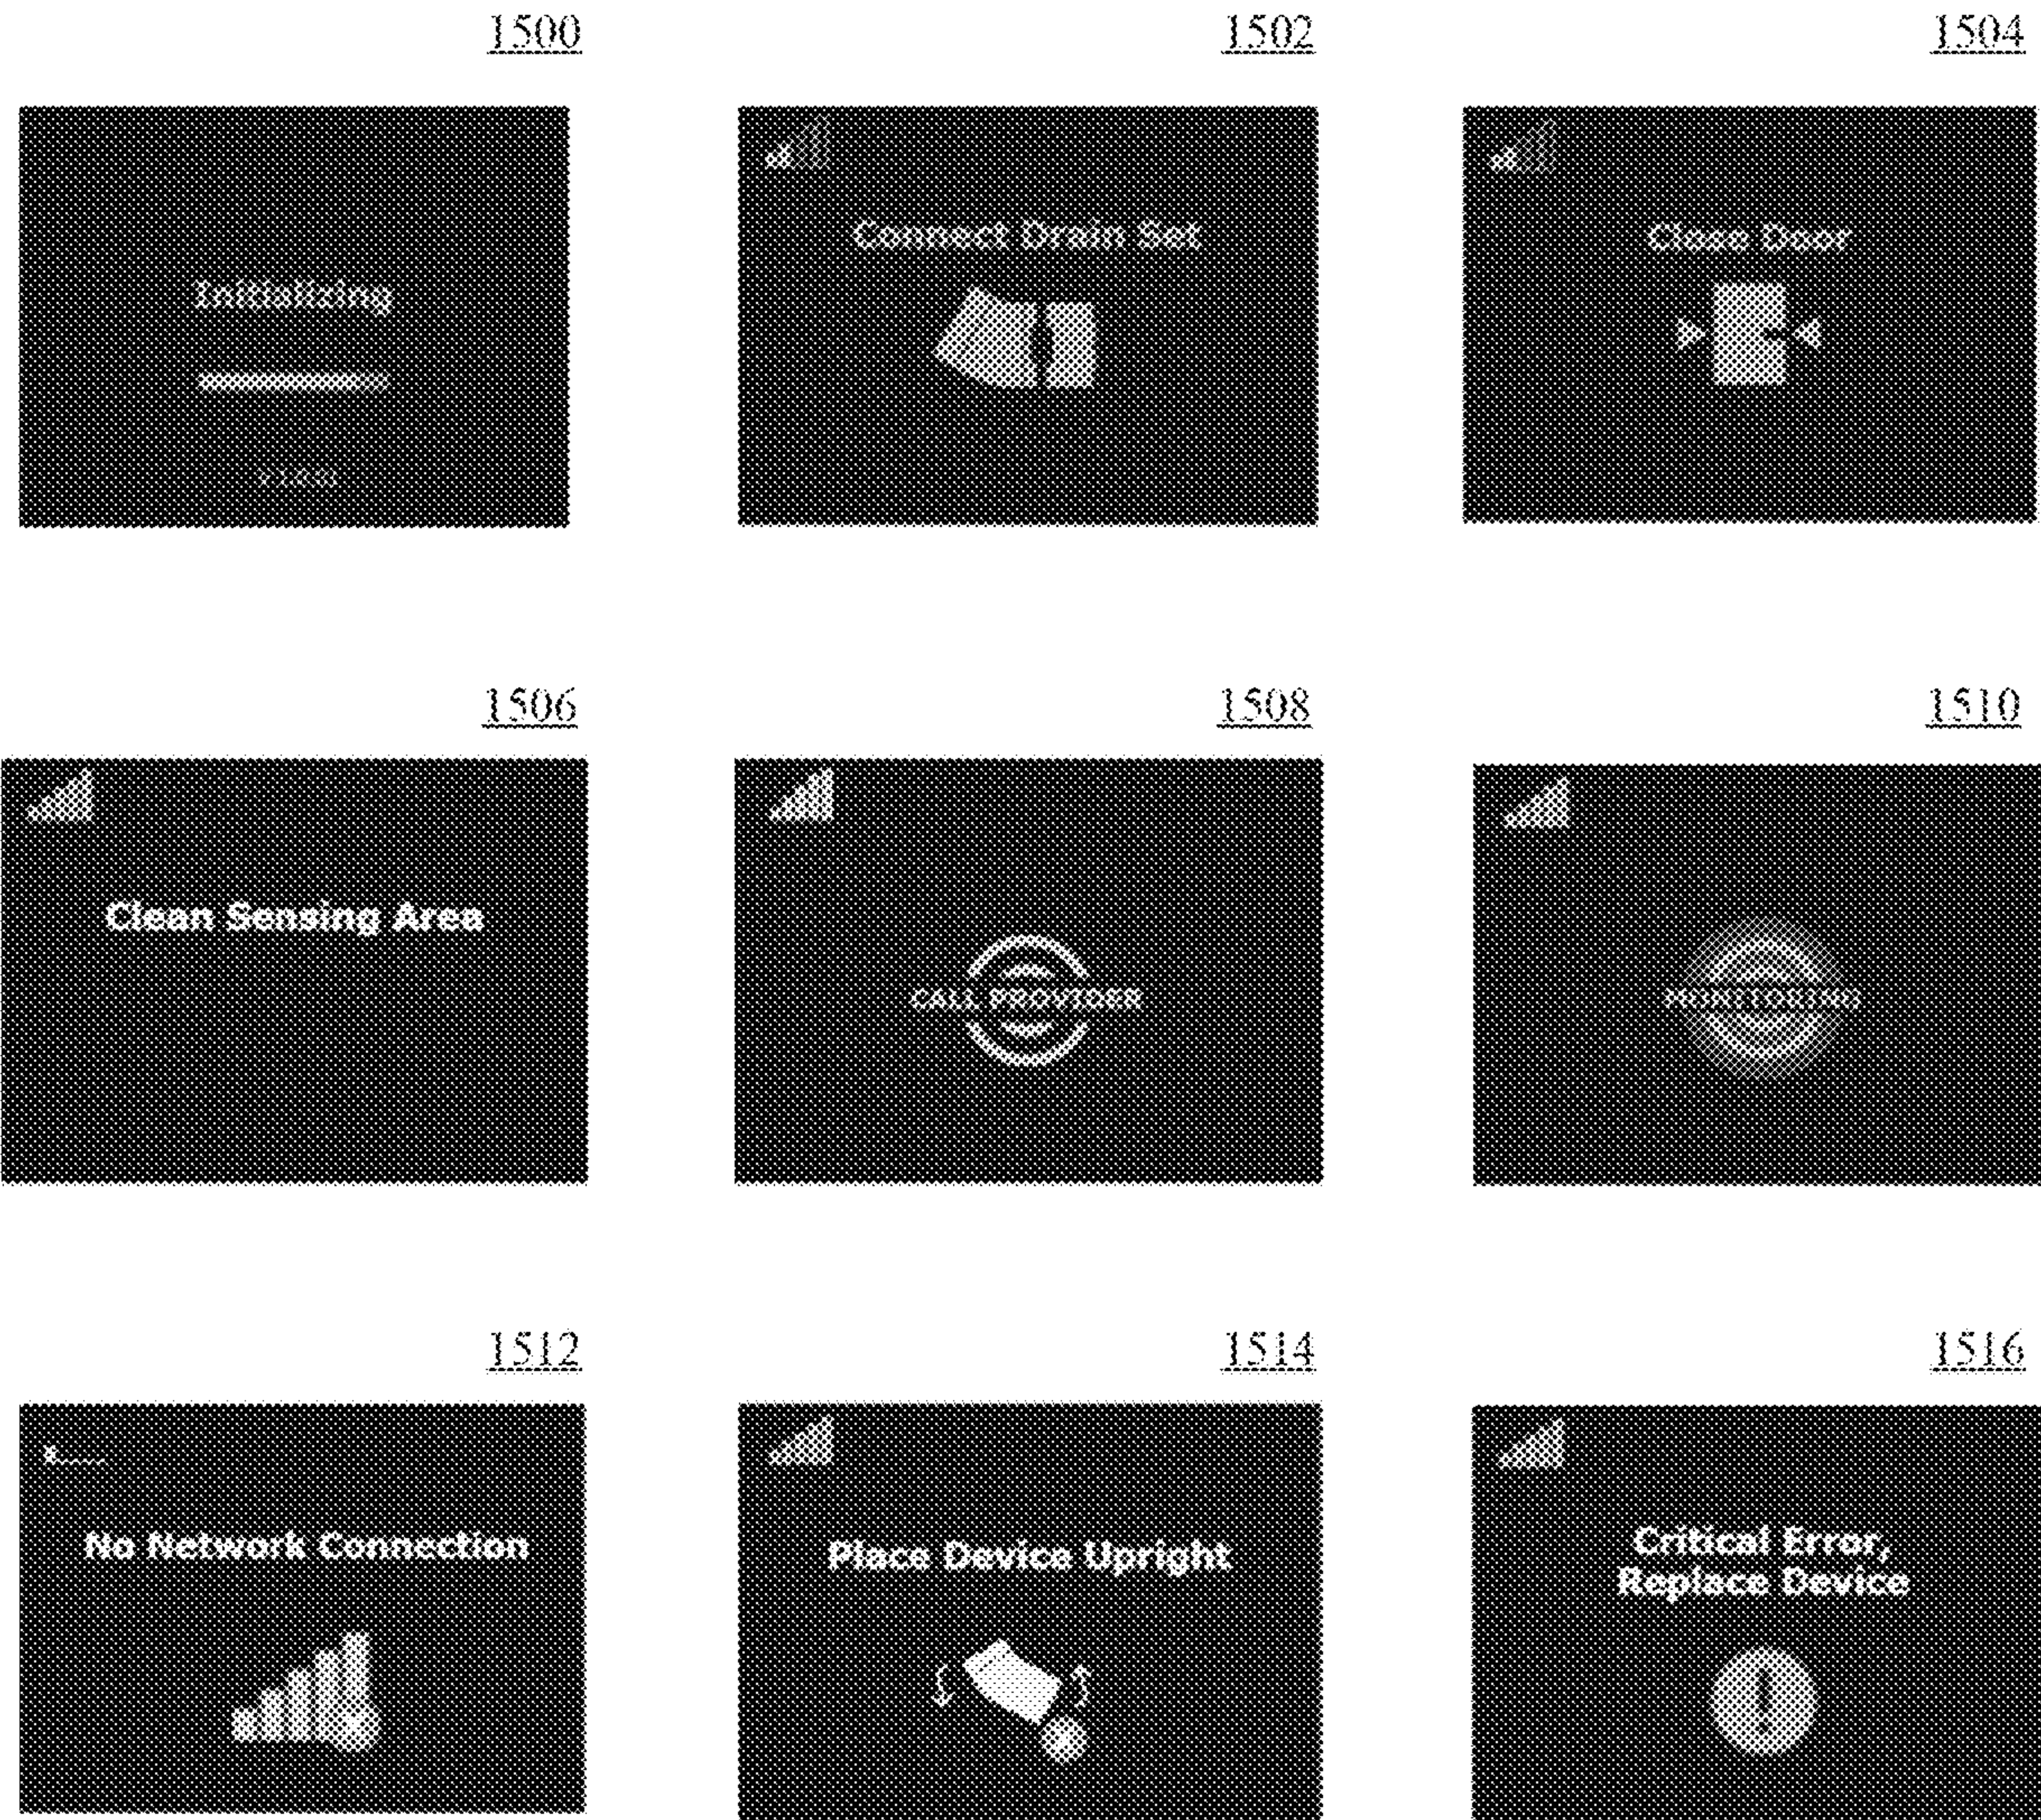 1500
1502
1504
Initializing
Connect Drain Set
Close Door
1506
1508
1510
Clean Sensing Area
CALL PROVIDER
MONITORING
1512
1514
1516
No Network Connection
Place Device Upright
Critical Error,
Replace Device